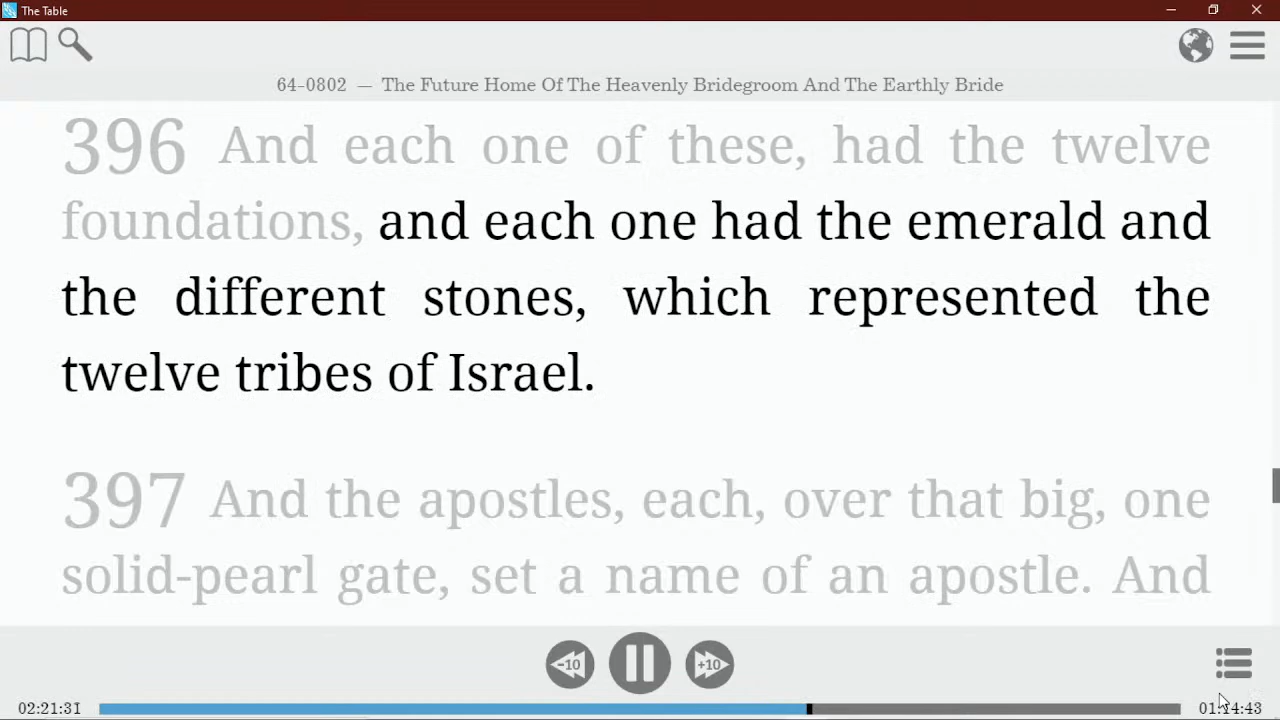 The Table
64-0802 — The Future Home Of The Heavenly Bridegroom And The Earthly Bride
396 And each one of these, had the twelve
foundations, and each one had the emerald and
the different stones, which represented the
twelve tribes of Israel.
397 And the apostles, each, over that big, one
solid-pearl gate, set a name of an apostle. And
-10 +10
02:21:31 01:14:43